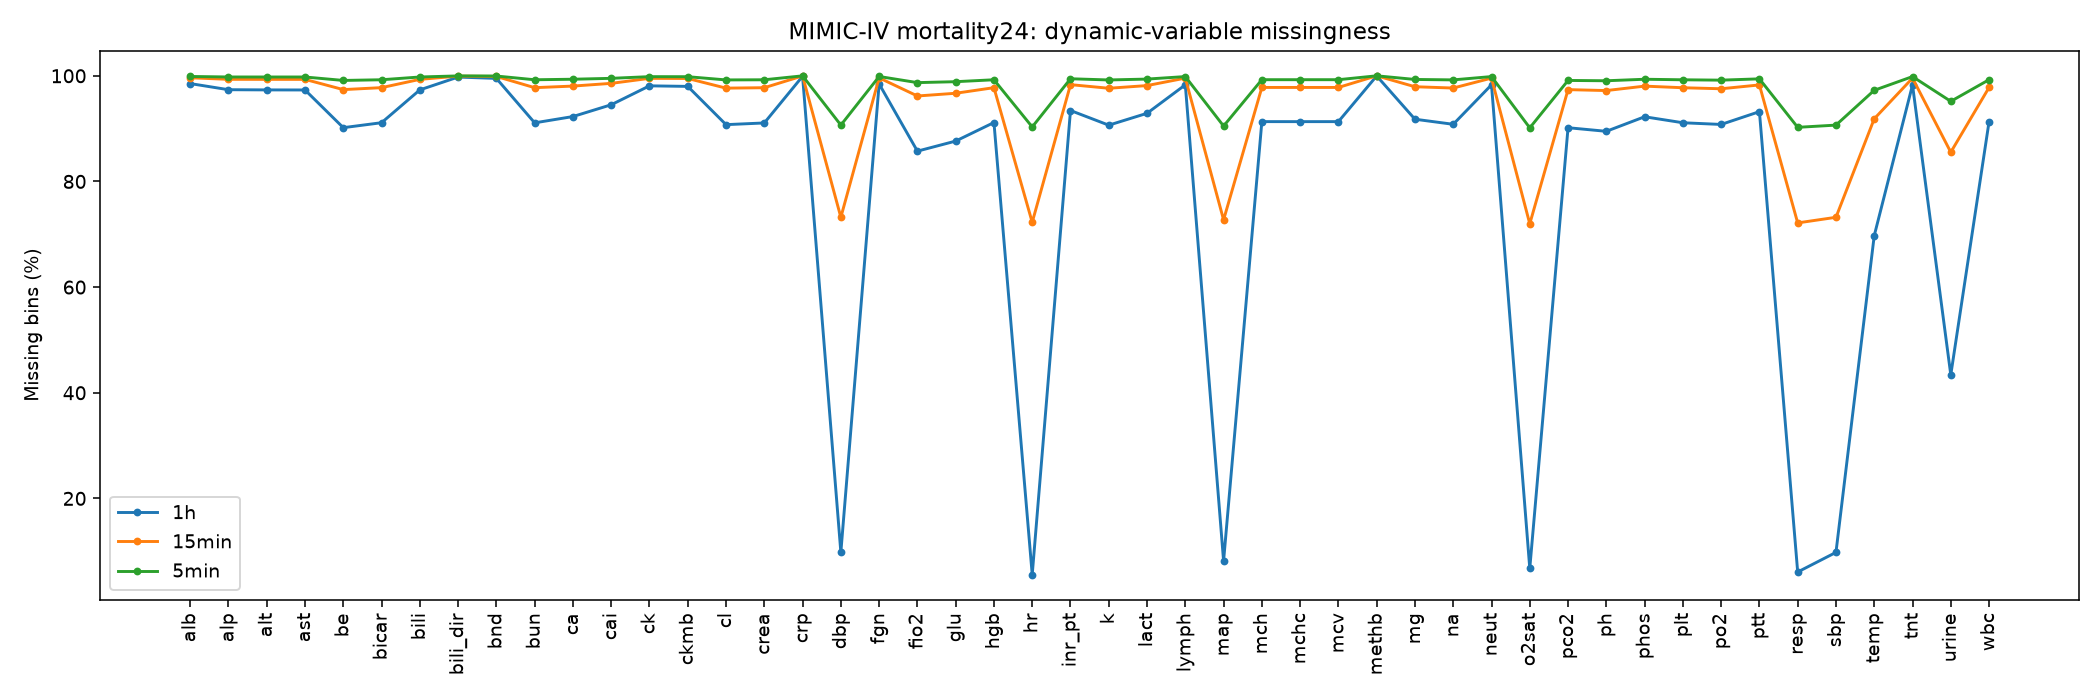 MIMIC-IV mortality24: dynamic-variable missingness
Missing bins (%)
100
80
60
40
20
1h
15min
5min
alb
alp
alt
ast
be
bicar
bili
bili_dir
bnd
bun
ca
cai
ck
ckmb
cl
crea
crp
dbp
fgn
fio2
glu
hgb
hr
inr_pt
k
lact
lymph
map
mch
mchc
mcv
methb
mg
na
neut
o2sat
pco2
ph
phos
plt
po2
ptt
resp
sbp
temp
tnt
urine
wbc